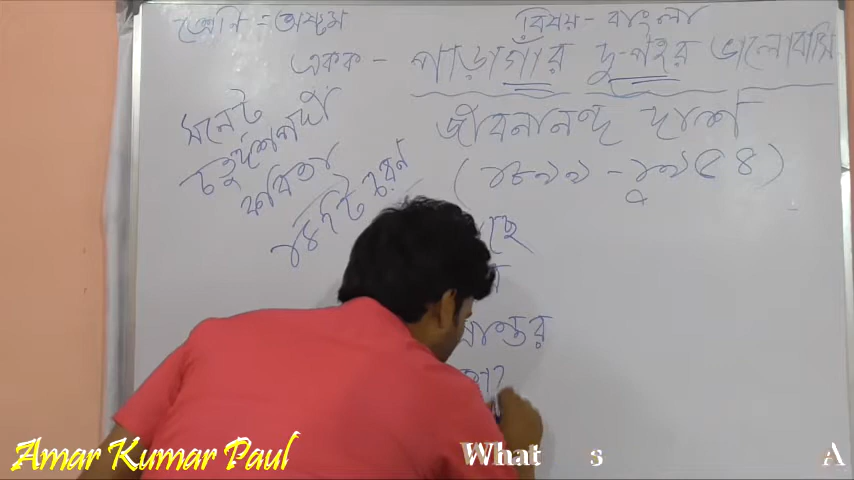 শ্রেনি - অষ্টম
বিষয় - বাংলা
একক - পাড়াগাঁর দু-পহর ভালোবাসি
জীবনানন্দ দাশ
(১৮৯৯ - ১৯৫৪)
সনেট
চতুর্দশপদী
কবিতা
১৪টি চরণ
ছে
ান্তর
Amar Kumar Paul
What s A